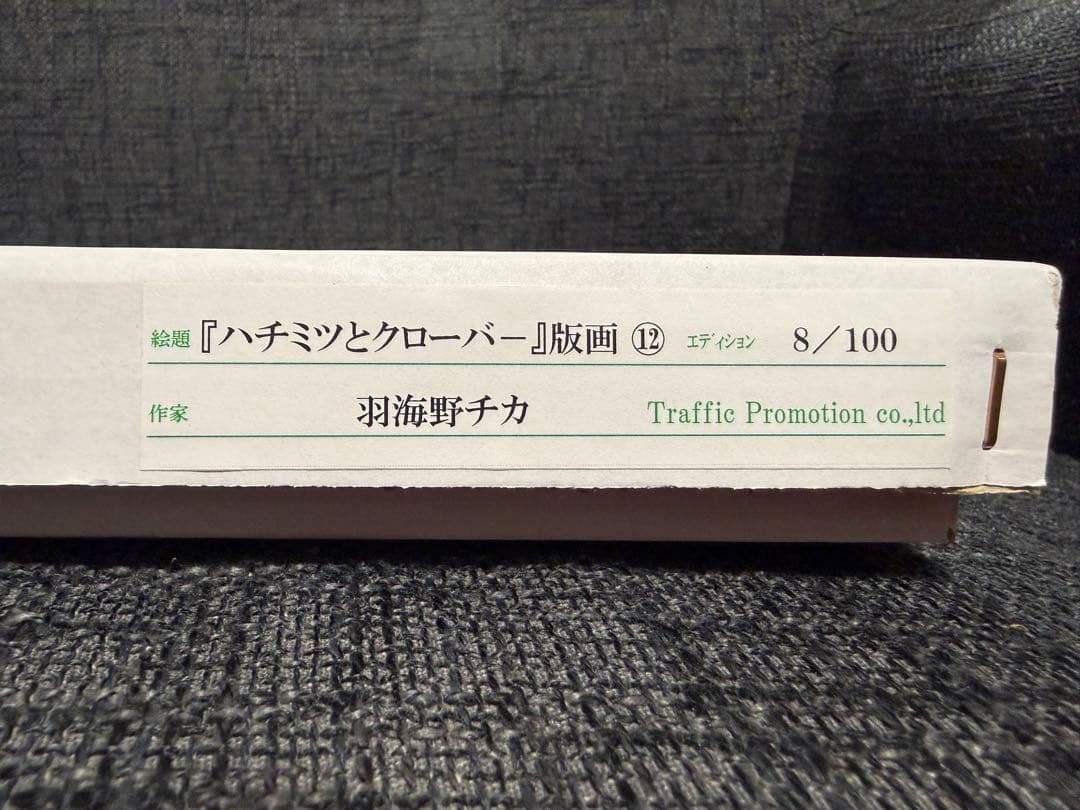 絵題 『ハチミツとクローバー』版画 ⑫ ｴﾃﾞｨｼｮﾝ 8／100
作家 羽海野チカ Traffic Promotion co.,ltd